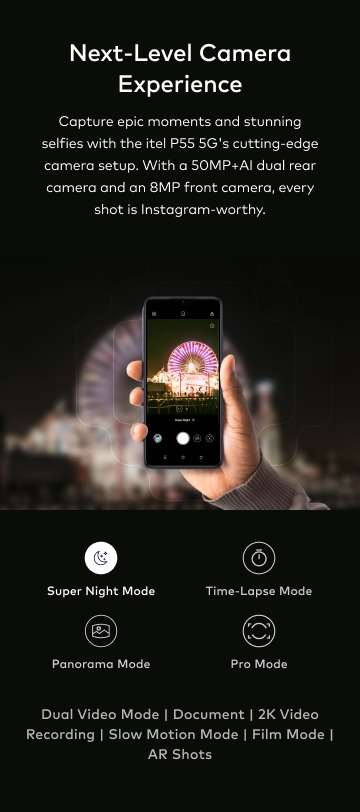 Next-Level Camera
Experience
Capture epic moments and stunning
selfies with the itel P55 5G's cutting-edge
camera setup. With a 50MP+AI dual rear
camera and an 8MP front camera, every
shot is Instagram-worthy.
Super Night
Super Night Mode
Time-Lapse Mode
Panorama Mode
Pro Mode
Dual Video Mode | Document | 2K Video
Recording | Slow Motion Mode | Film Mode |
AR Shots